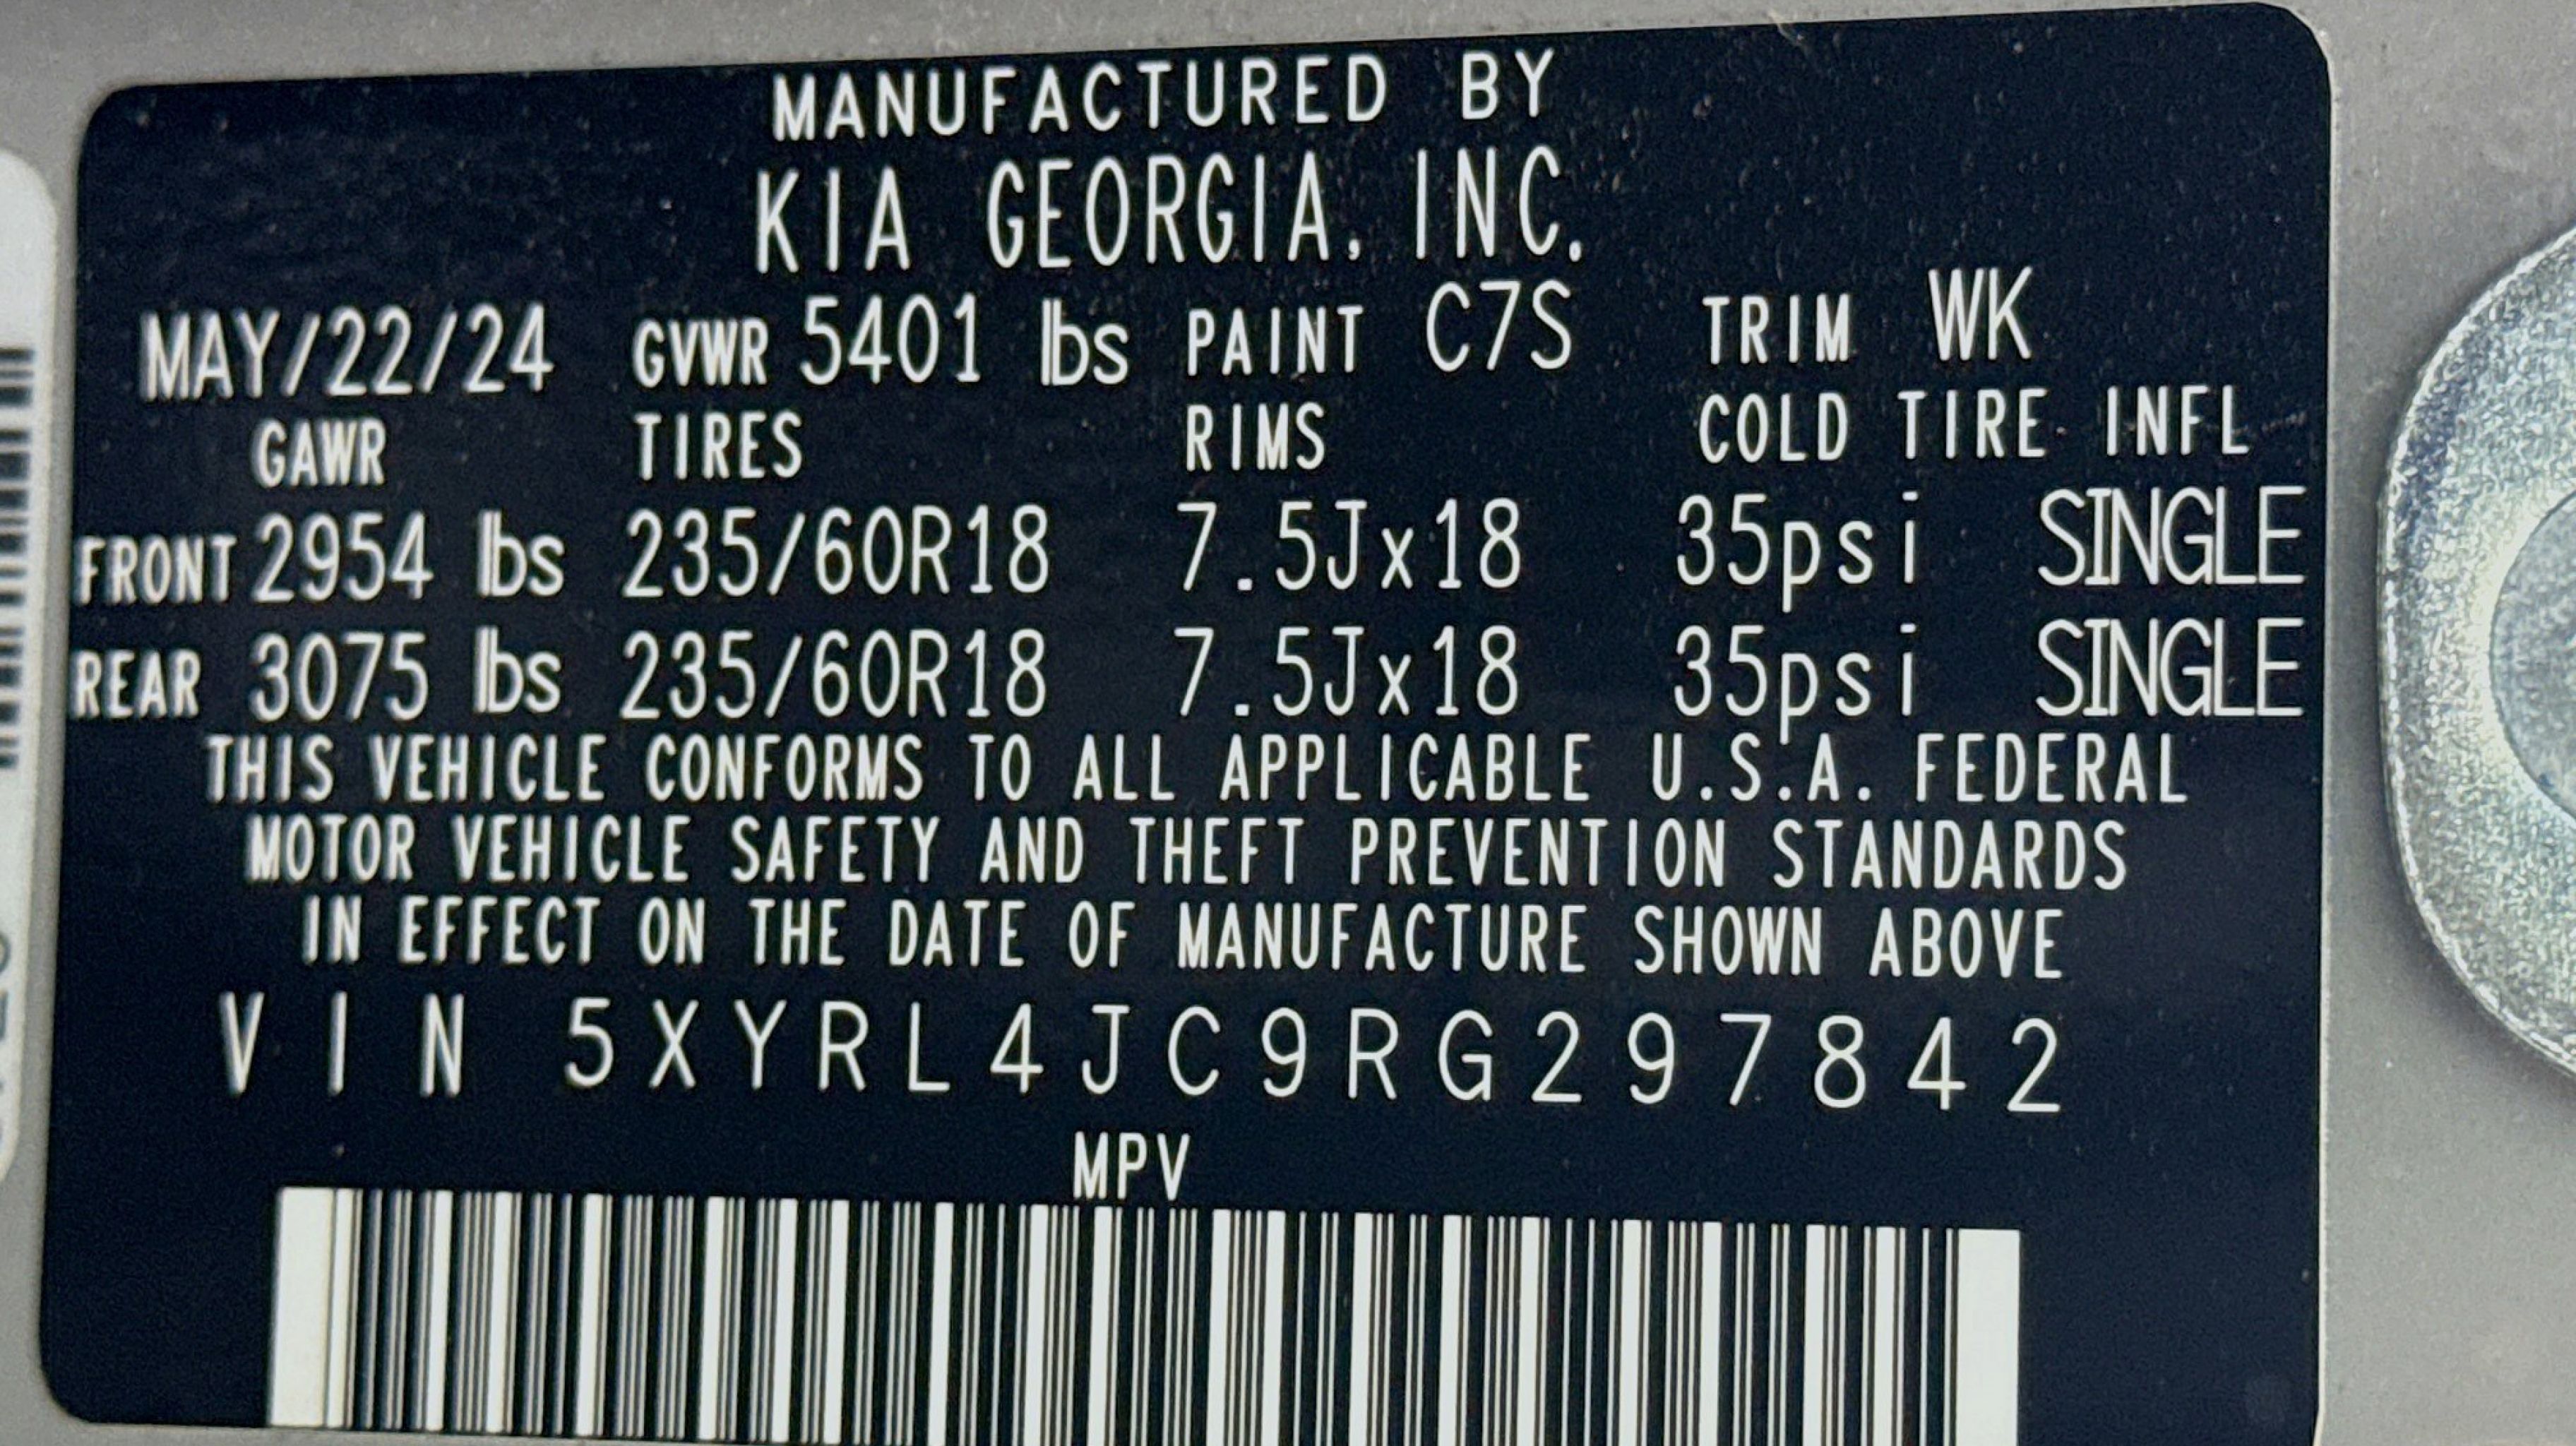 MANUFACTURED BY
KIA GEORGIA, INC.
MAY/22/24 GVWR 5401 lbs PAINT C7S TRIM WK
GAWR TIRES RIMS COLD TIRE INFL
FRONT 2954 lbs 235/60R18 7.5Jx18 35psi SINGLE
REAR 3075 lbs 235/60R18 7.5Jx18 35psi SINGLE
THIS VEHICLE CONFORMS TO ALL APPLICABLE U.S.A. FEDERAL
MOTOR VEHICLE SAFETY AND THEFT PREVENTION STANDARDS
IN EFFECT ON THE DATE OF MANUFACTURE SHOWN ABOVE
VIN 5XYRL4JC9RG297842
MPV